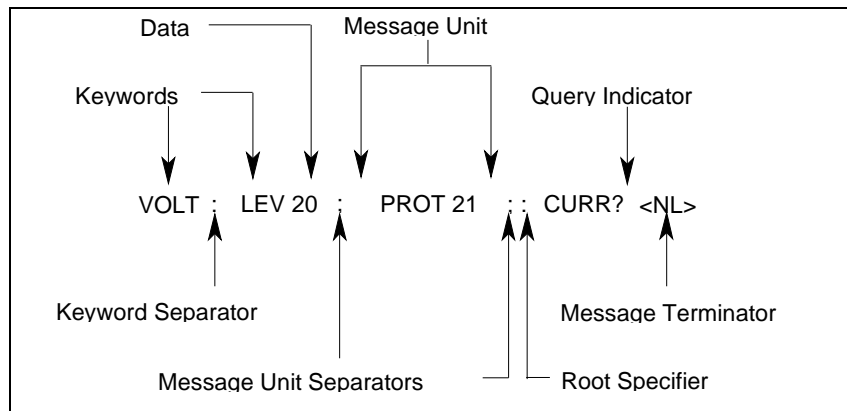 Data
Message Unit
Keywords
Query Indicator
VOLT : LEV 20 ; PROT 21 ; : CURR? <NL>
Keyword Separator
Message Terminator
Message Unit Separators
Root Specifier